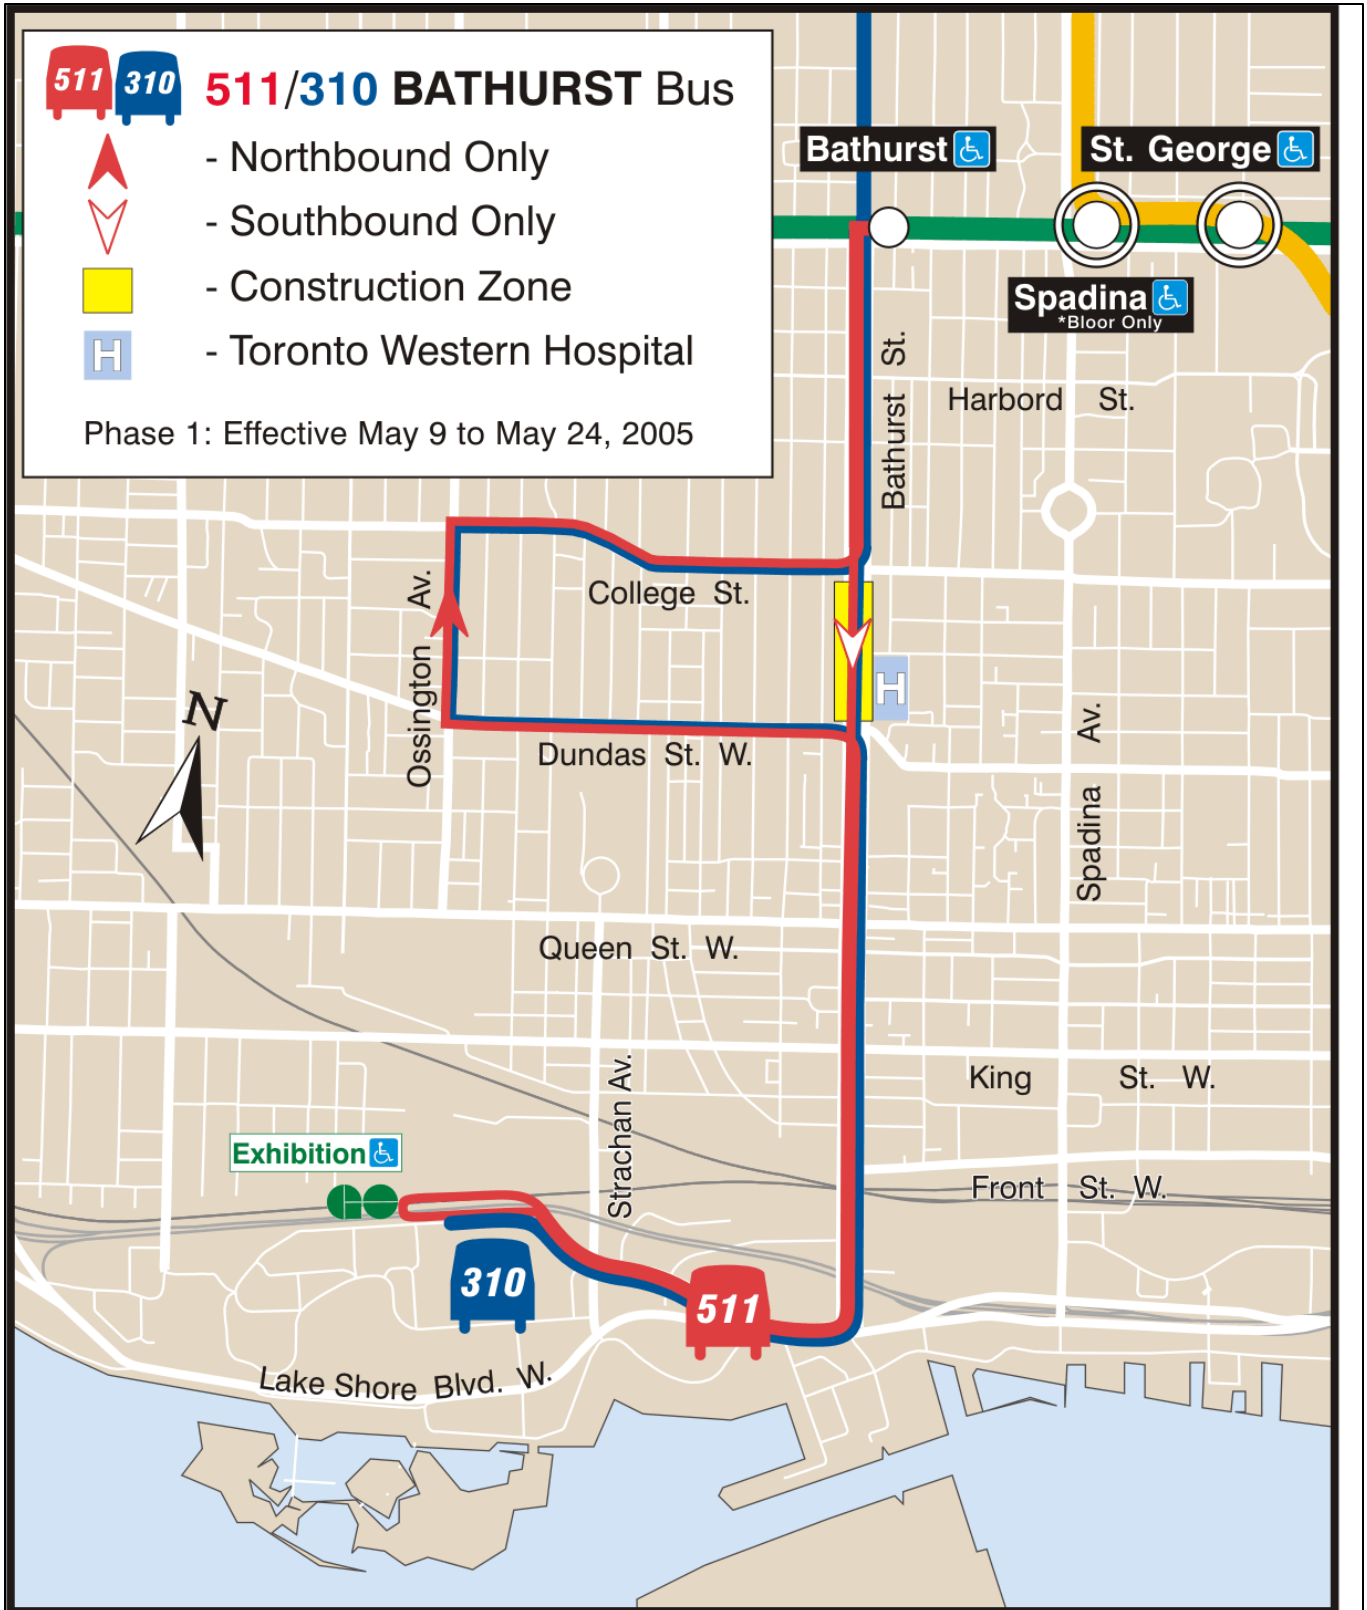 511 310 511/310 BATHURST Bus
- Northbound Only
- Southbound Only
- Construction Zone
H - Toronto Western Hospital
Phase 1: Effective May 9 to May 24, 2005
Bathurst
St. George
Spadina
*Bloor Only
Bathurst St.
Harbord St.
College St.
Ossington Av.
H
N
Dundas St. W.
Spadina Av.
Queen St. W.
King St. W.
Strachan Av.
Exhibition
GO
Front St. W.
310
511
Lake Shore Blvd. W.